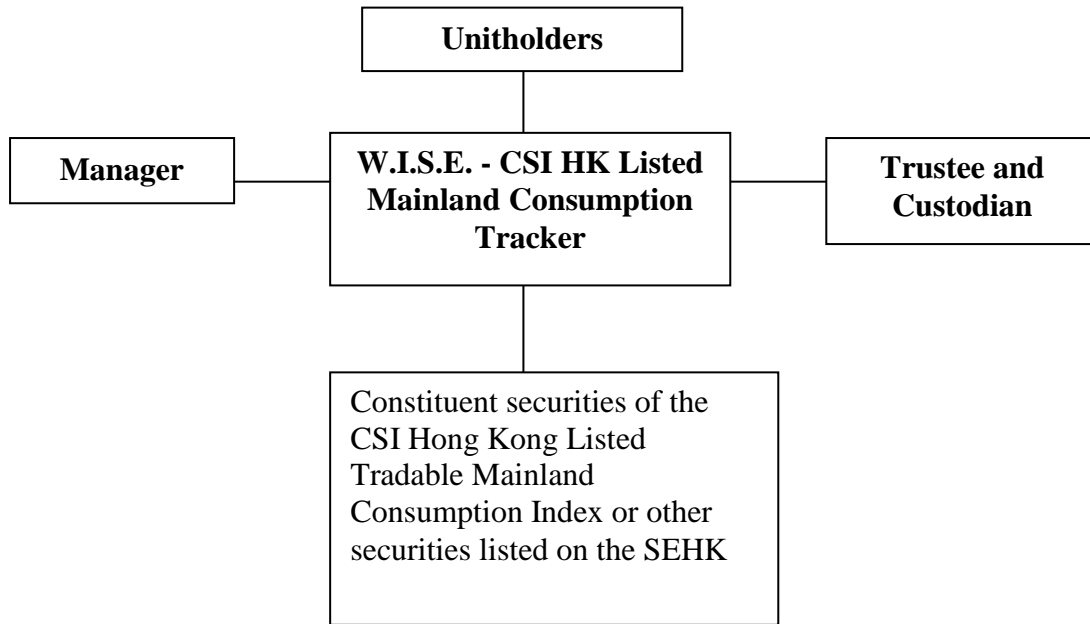 Unitholders
Manager
W.I.S.E. - CSI HK Listed
Mainland Consumption
Tracker
Trustee and
Custodian
Constituent securities of the
CSI Hong Kong Listed
Tradable Mainland
Consumption Index or other
securities listed on the SEHK